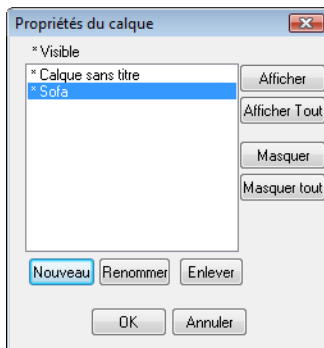 Propriétés du calque
* Visible
* Calque sans titre
* Sofa
Afficher
Afficher Tout
Masquer
Masquer tout
Nouveau Renommer Enlever
OK Annuler